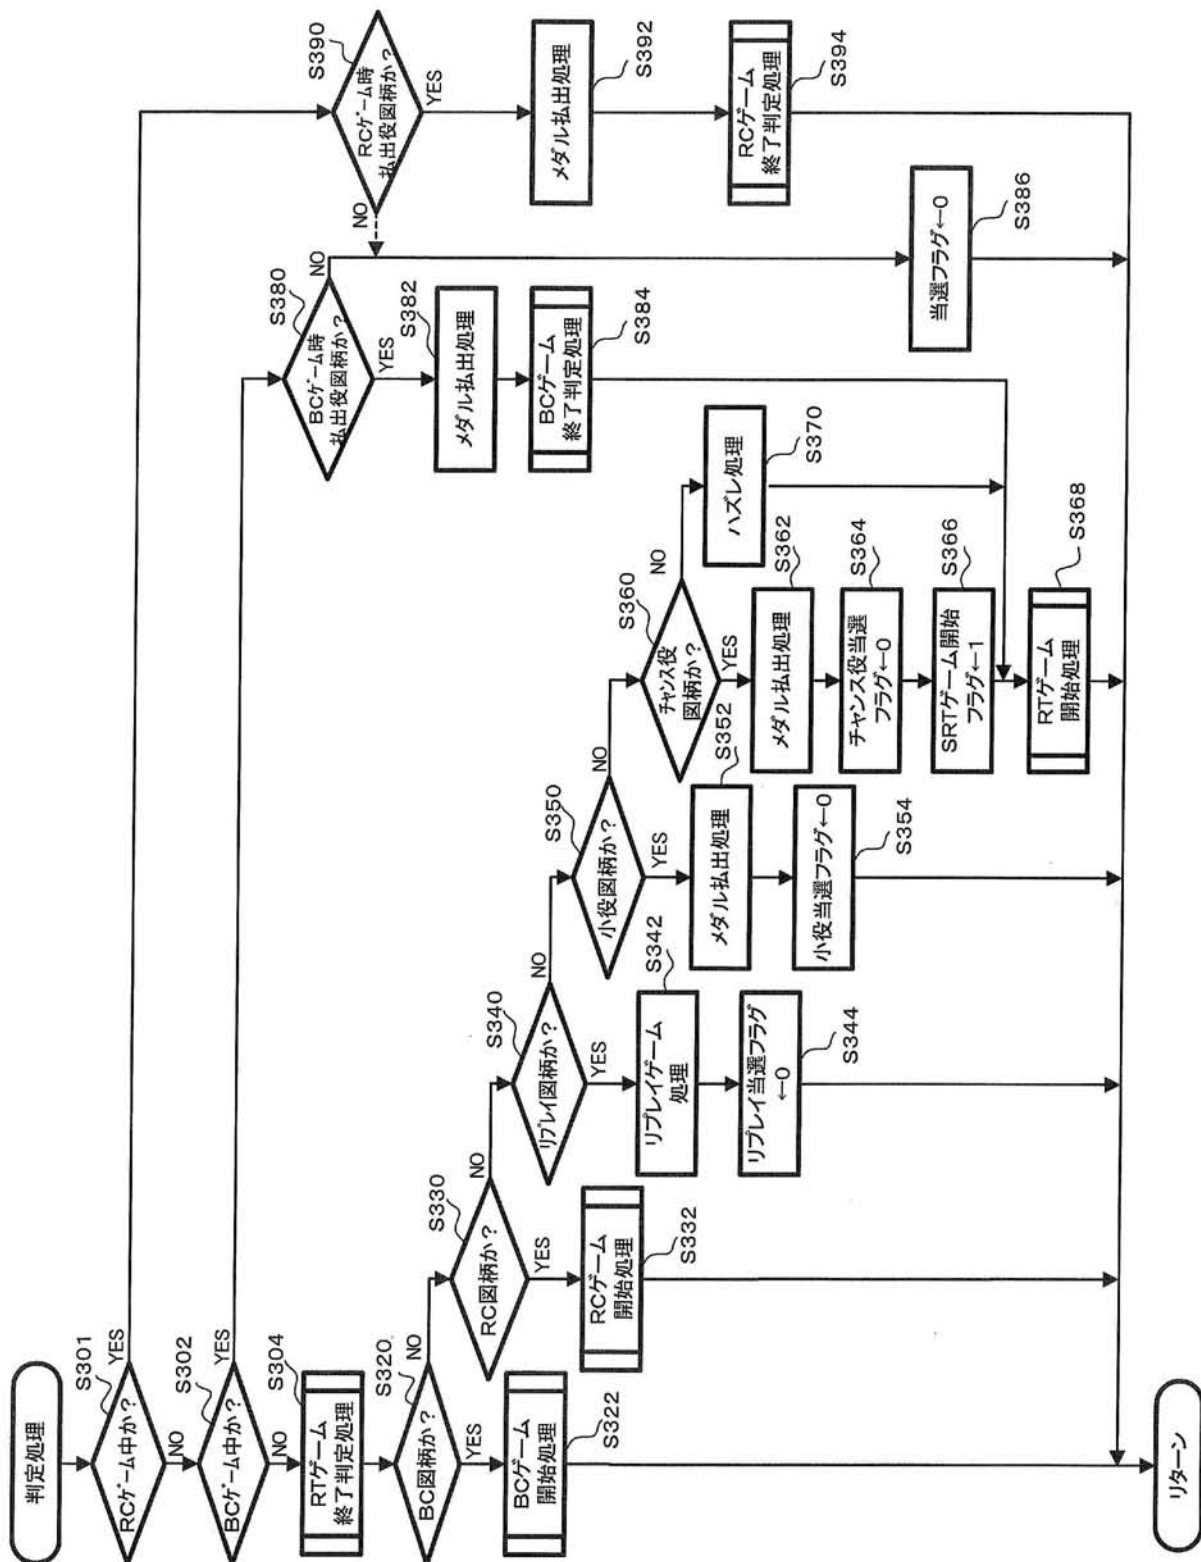 判定処理
S301
RCゲーム中か？
YES
NO
S302
BCゲーム中か？
YES
NO
S304
RTゲーム
終了判定処理
S320
BC図柄か？
NO
YES
BCゲーム
開始処理
S322
S330
RC図柄か？
NO
YES
RCゲーム
開始処理
S332
S340
リプレイ図柄か？
NO
YES
S342
リプレイゲーム
処理
リプレイ当選フラグ
←0
S344
S350
小役図柄か？
NO
YES
S352
メダル払出処理
小役当選フラグ←0
S354
S360
チャンス役
図柄か？
NO
YES
S362
メダル払出処理
S364
チャンス役当選
フラグ←0
S366
SRTゲーム開始
フラグ←1
S368
RTゲーム
開始処理
ハズレ処理
S370
S380
BCゲーム時
払出役図柄か？
NO
YES
S382
メダル払出処理
BCゲーム
終了判定処理
S384
当選フラグ←0
S386
S390
RCゲーム時
払出役図柄か？
NO
YES
メダル払出処理
S392
RCゲーム
終了判定処理
S394
リターン